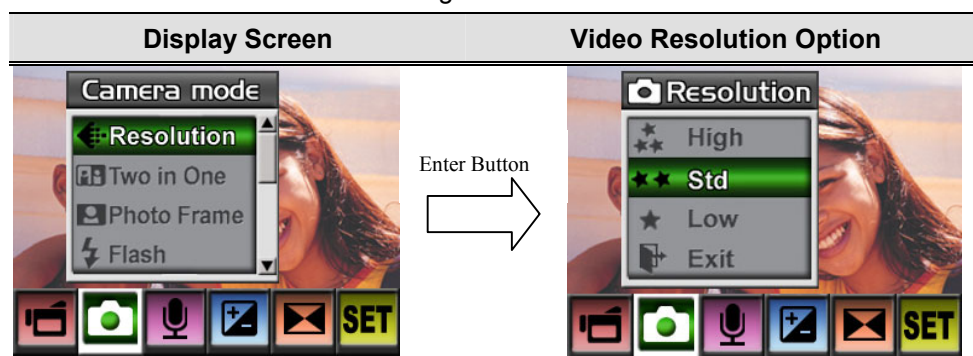 Display Screen
Video Resolution Option
Camera mode
Resolution
Two in One
Photo Frame
Flash
SET
Enter Button
Resolution
High
Std
Low
Exit
SET